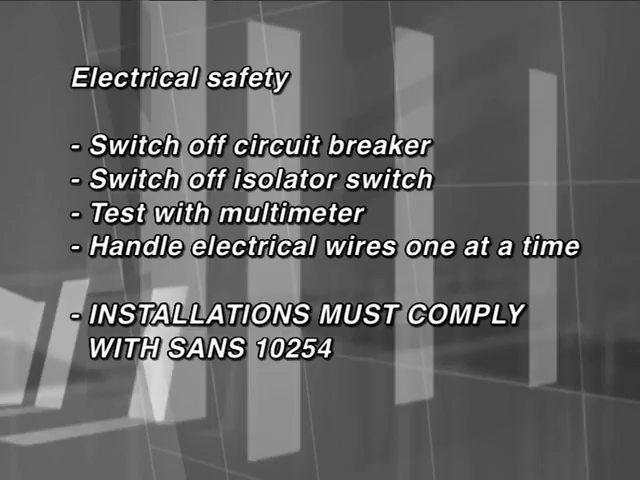 Electrical safety
- Switch off circuit breaker
- Switch off isolator switch
- Test with multimeter
- Handle electrical wires one at a time
- INSTALLATIONS MUST COMPLY
WITH SANS 10254